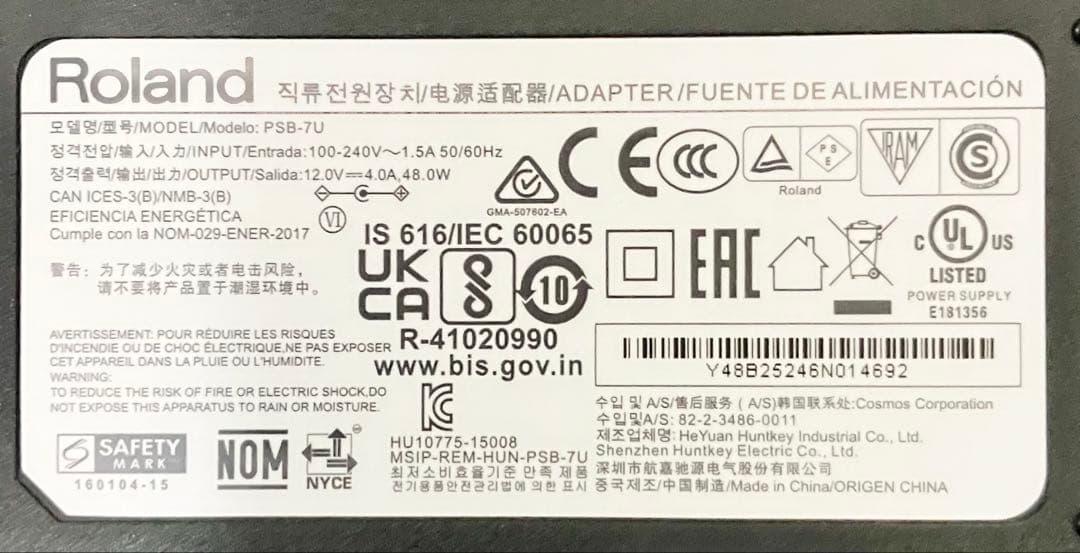 Roland 직류전원장치/电源适配器/ADAPTER/FUENTE DE ALIMENTACIÓN
모델명/型号/MODEL/Modelo: PSB-7U
정격전압/输入/入力/INPUT/Entrada:100-240V～1.5A 50/60Hz
정격출력/输出/出力/OUTPUT/Salida:12.0V⎓4.0A,48.0W
CAN ICES-3(B)/NMB-3(B)
EFICIENCIA ENERGÉTICA
Cumple con la NOM-029-ENER-2017
VI
GMA-507602-EA
CE
CCC
PSE
Roland
IRAM
S
IS 616/IEC 60065
UK
CA
10
R-41020990
www.bis.gov.in
EAC
c UL US
LISTED
POWER SUPPLY
E181356
警告：为了减少火灾或者电击风险，
请不要将产品置于潮湿环境中。
AVERTISSEMENT: POUR RÉDUIRE LES RISQUES
D'INCENDIE OU DE CHOC ÉLECTRIQUE,NE PAS EXPOSER
CET APPAREIL DANS LA PLUIE OU L'HUMIDITE.
WARNING:
TO REDUCE THE RISK OF FIRE OR ELECTRIC SHOCK,DO
NOT EXPOSE THIS APPARATUS TO RAIN OR MOISTURE.
Y48B25246N014692
S SAFETY
MARK
160104-15
NOM
NYCE
HU10775-15008
MSIP-REM-HUN-PSB-7U
최저소비효율기준 만족 제품
전기용품안전관리법에 의한 표시
수입 및 A/S/售后服务 ( A/S)韩国联系处:Cosmos Corporation
수입 및A/S: 82-2-3486-0011
제조업체명: HeYuan Huntkey Industrial Co., Ltd.
Shenzhen Huntkey Electric Co., Ltd.
深圳市航嘉驰源电气股份有限公司
중국제조/中国制造/Made in China/ORIGEN CHINA